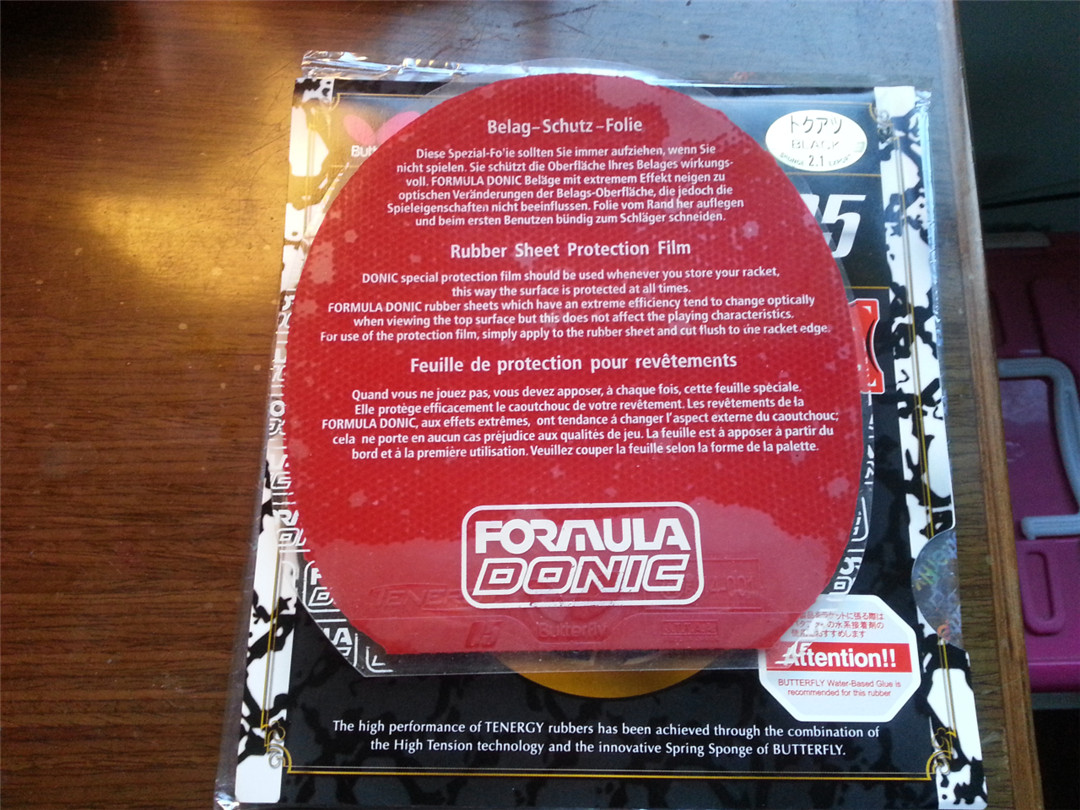 Belag-Schutz-Folie
Diese Spezial-Fo'ie sollten Sie immer aufziehen, wenn Sie
nicht spielen. Sie schützt die Oberfläche Ihres Belages wirkungs-
voll. FORMULA DONIC Beläge mit extremem Effekt neigen zu
optischen Veränderungen der Belags-Oberfläche, die jedoch die
Spieleigenschaften nicht beeinflussen. Folie vom Rand her auflegen
und beim ersten Benutzen bündig zum Schläger schneiden.
Rubber Sheet Protection Film
DONIC special protection film should be used whenever you store your racket,
this way the surface is protected at all times.
FORMULA DONIC rubber sheets which have an extreme efficiency tend to change optically
when viewing the top surface but this does not affect the playing characteristics.
For use of the protection film, simply apply to the rubber sheet and cut flush to the racket edge.
Feuille de protection pour revêtements
Quand vous ne jouez pas, vous devez apposer, à chaque fois, cette feuille spéciale.
Elle protège efficacement le caoutchouc de votre revêtement. Les revêtements de la
FORMULA DONIC, aux effets extrêmes, ont tendance á changer l'aspect externe du caoutchouc;
cela ne porte en aucun cas préjudice aux qualités de jeu. La feuille est à apposer à partir du
bord et à la première utilisation. Veuillez couper la feuille selon la forme de la palette.
FORMULA
DONIC
トクアツ
BLACK
2.1
05
Attention!!
BUTTERFLY Water-Based Glue is
recommended for this rubber
The high performance of TENERGY rubbers has been achieved through the combination of
the High Tension technology and the innovative Spring Sponge of BUTTERFLY.